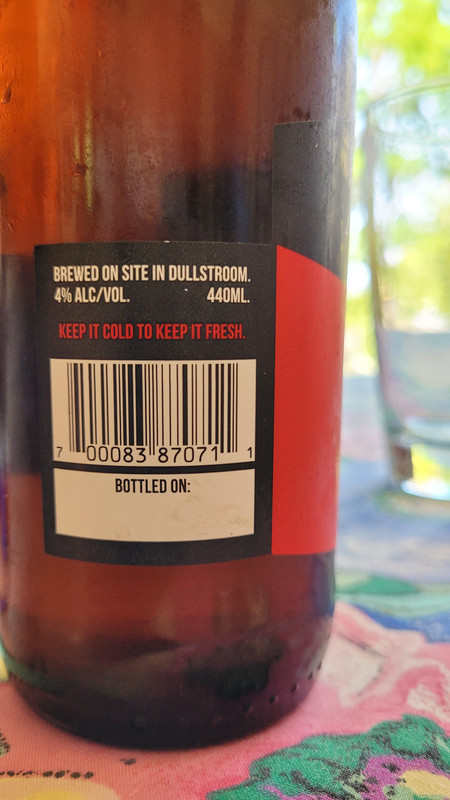 BREWED ON SITE IN DULLSTROOM.
4% ALC/VOL. 440ML.
KEEP IT COLD TO KEEP IT FRESH.
7 00083 87071 1
BOTTLED ON: